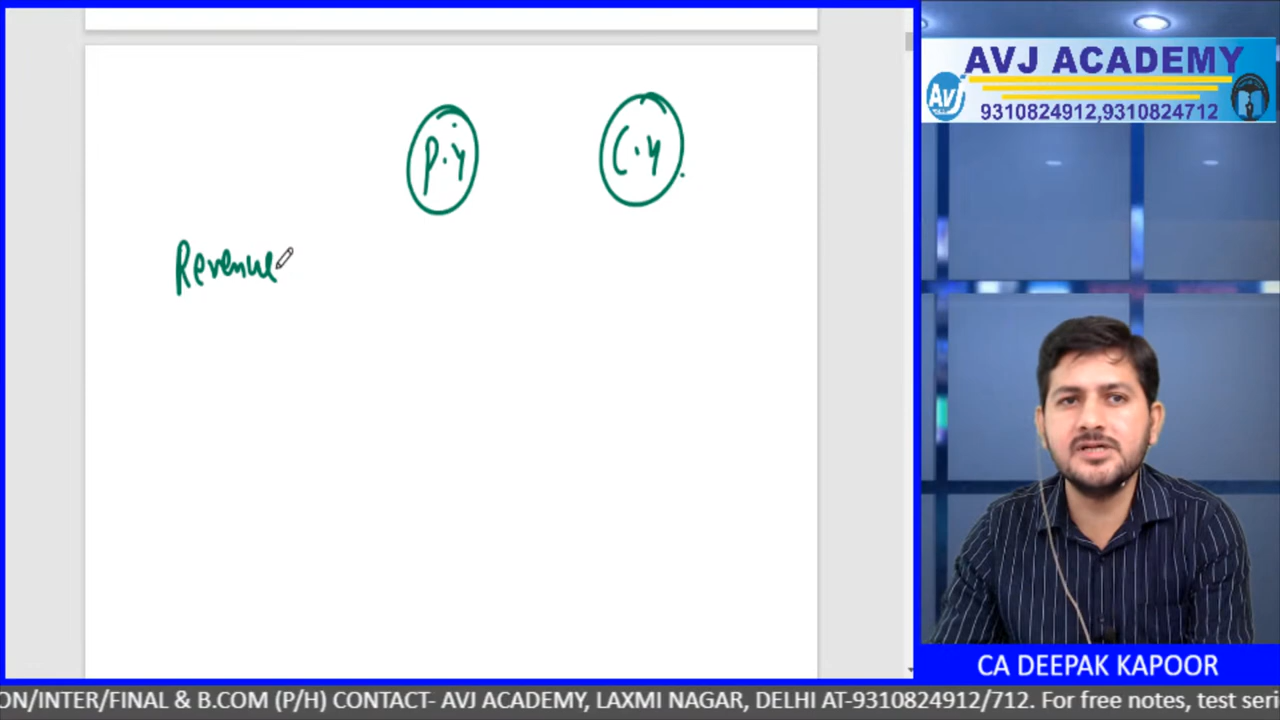 P.Y
C.Y
Revenue
AVJ ACADEMY
AVJ
9310824912,9310824712
CA DEEPAK KAPOOR
ON/INTER/FINAL & B.COM (P/H) CONTACT- AVJ ACADEMY, LAXMI NAGAR, DELHI AT-9310824912/712. For free notes, test seri